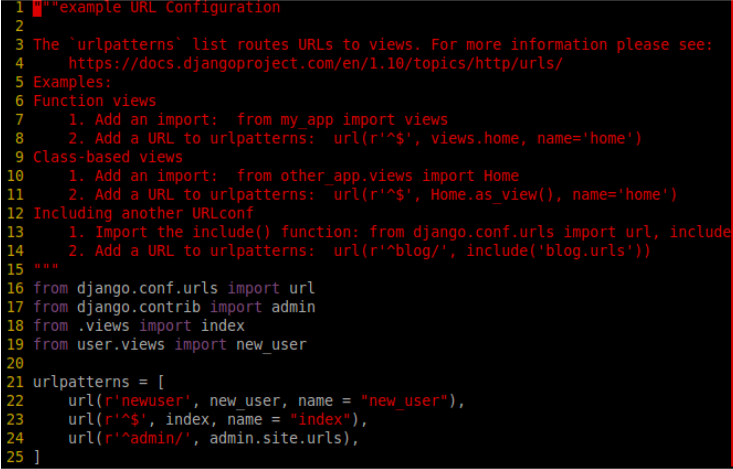 1 """example URL Configuration
2
3 The `urlpatterns` list routes URLs to views. For more information please see:
4     https://docs.djangoproject.com/en/1.10/topics/http/urls/
5 Examples:
6 Function views
7     1. Add an import:  from my_app import views
8     2. Add a URL to urlpatterns:  url(r'^$', views.home, name='home')
9 Class-based views
10     1. Add an import:  from other_app.views import Home
11     2. Add a URL to urlpatterns:  url(r'^$', Home.as_view(), name='home')
12 Including another URLconf
13     1. Import the include() function: from django.conf.urls import url, include
14     2. Add a URL to urlpatterns:  url(r'^blog/', include('blog.urls'))
15 """
16 from django.conf.urls import url
17 from django.contrib import admin
18 from .views import index
19 from user.views import new_user
20
21 urlpatterns = [
22     url(r'newuser', new_user, name = "new_user"),
23     url(r'^$', index, name = "index"),
24     url(r'^admin/', admin.site.urls),
25 ]